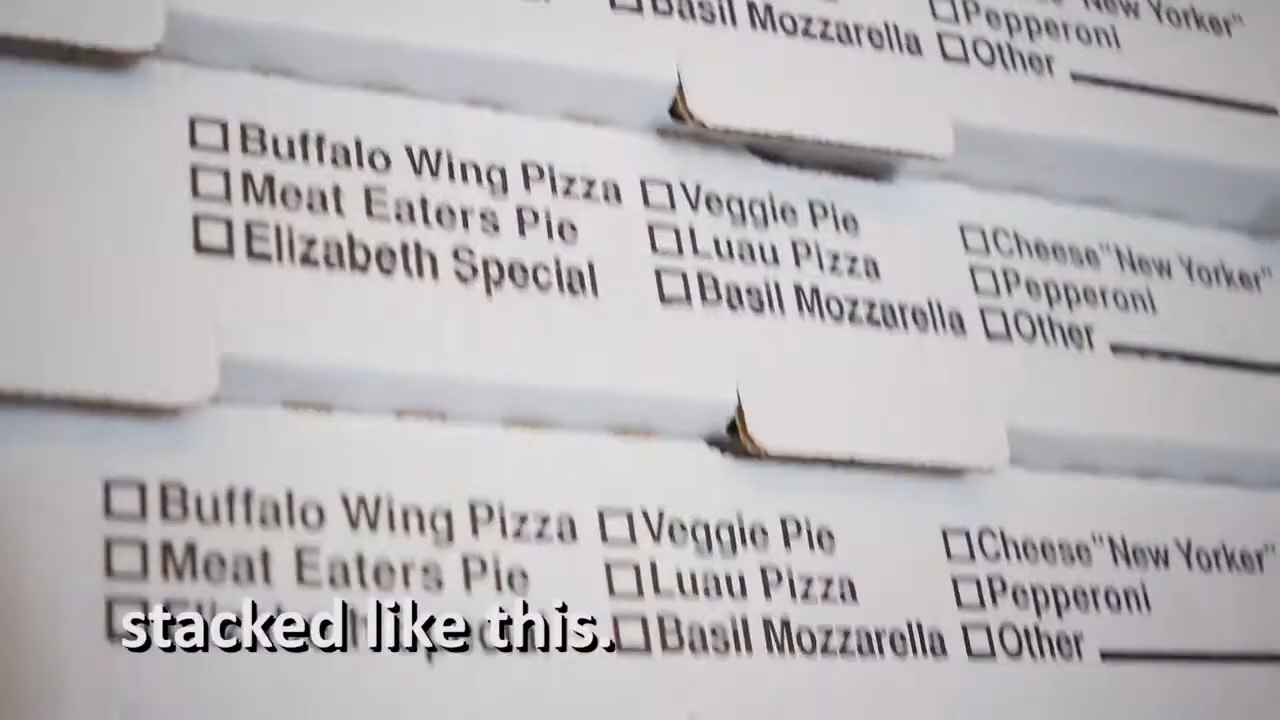 Basil Mozzarella
"New Yorker"
Pepperoni
Other
Buffalo Wing Pizza
Meat Eaters Pie
Elizabeth Special
Veggie Pie
Luau Pizza
Basil Mozzarella
Cheese"New Yorker"
Pepperoni
Other
Buffalo Wing Pizza
Meat Eaters Pie
Veggie Pie
Luau Pizza
Basil Mozzarella
Cheese"New Yorker"
Pepperoni
Other
stacked like this.